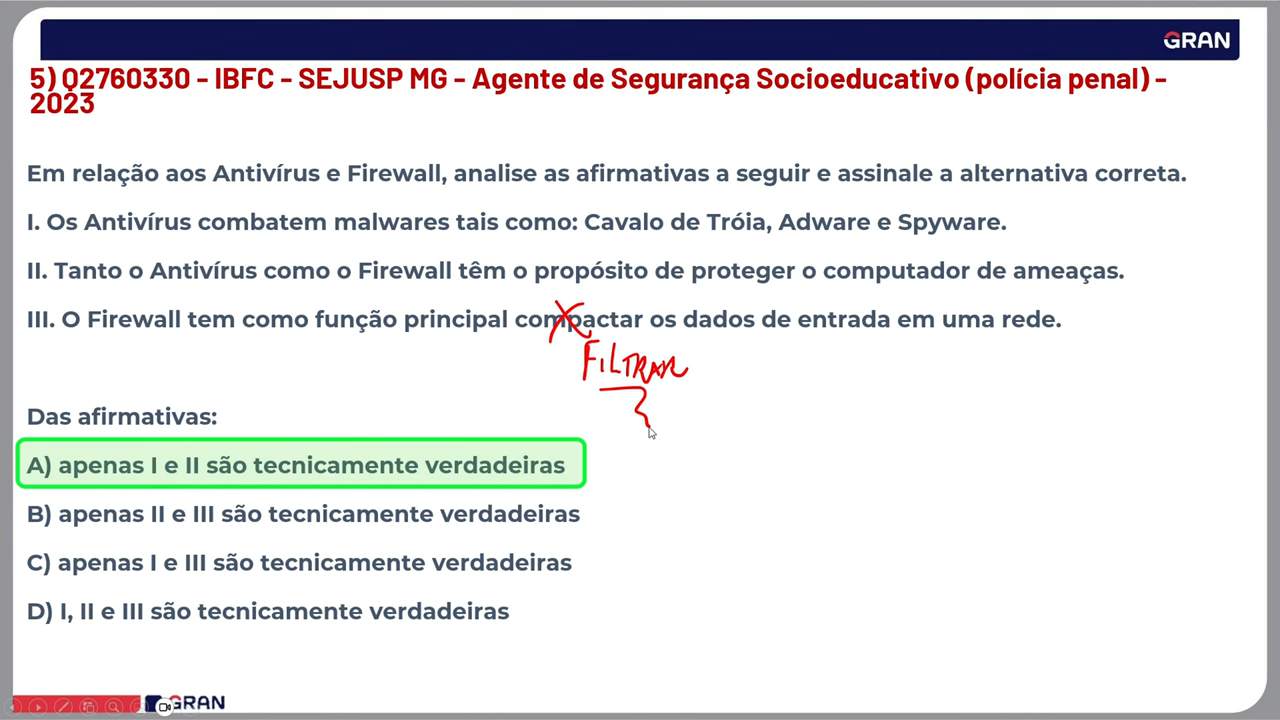 GRAN
5) Q2760330 - IBFC - SEJUSP MG - Agente de Segurança Socioeducativo (polícia penal) -
2023
Em relação aos Antivírus e Firewall, analise as afirmativas a seguir e assinale a alternativa correta.
I. Os Antivírus combatem malwares tais como: Cavalo de Tróia, Adware e Spyware.
II. Tanto o Antivírus como o Firewall têm o propósito de proteger o computador de ameaças.
III. O Firewall tem como função principal compactar os dados de entrada em uma rede.
FILTRAR
Das afirmativas:
A) apenas I e II são tecnicamente verdadeiras
B) apenas II e III são tecnicamente verdadeiras
C) apenas I e III são tecnicamente verdadeiras
D) I, II e III são tecnicamente verdadeiras
GRAN